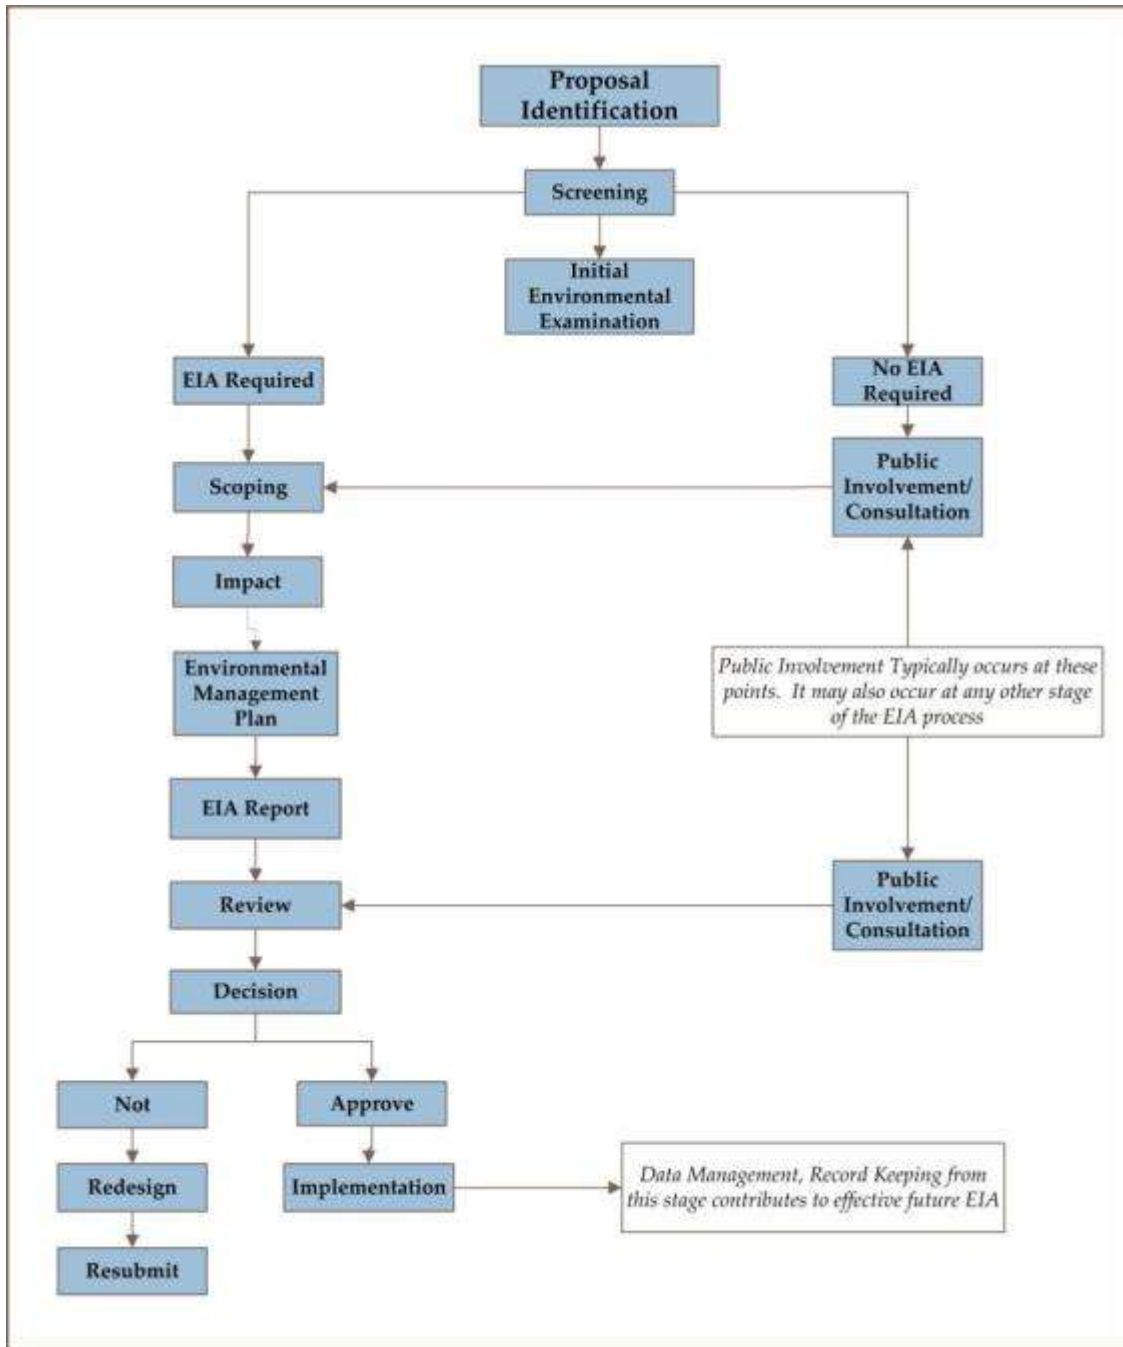 Proposal
Identification
Screening
Initial
Environmental
Examination
EIA Required
No EIA
Required
Scoping
Public
Involvement/
Consultation
Impact
Environmental
Management
Plan
Public Involvement Typically occurs at these
points. It may also occur at any other stage
of the EIA process
EIA Report
Review
Public
Involvement/
Consultation
Decision
Not
Approve
Redesign
Implementation
Data Management, Record Keeping from
this stage contributes to effective future EIA
Resubmit